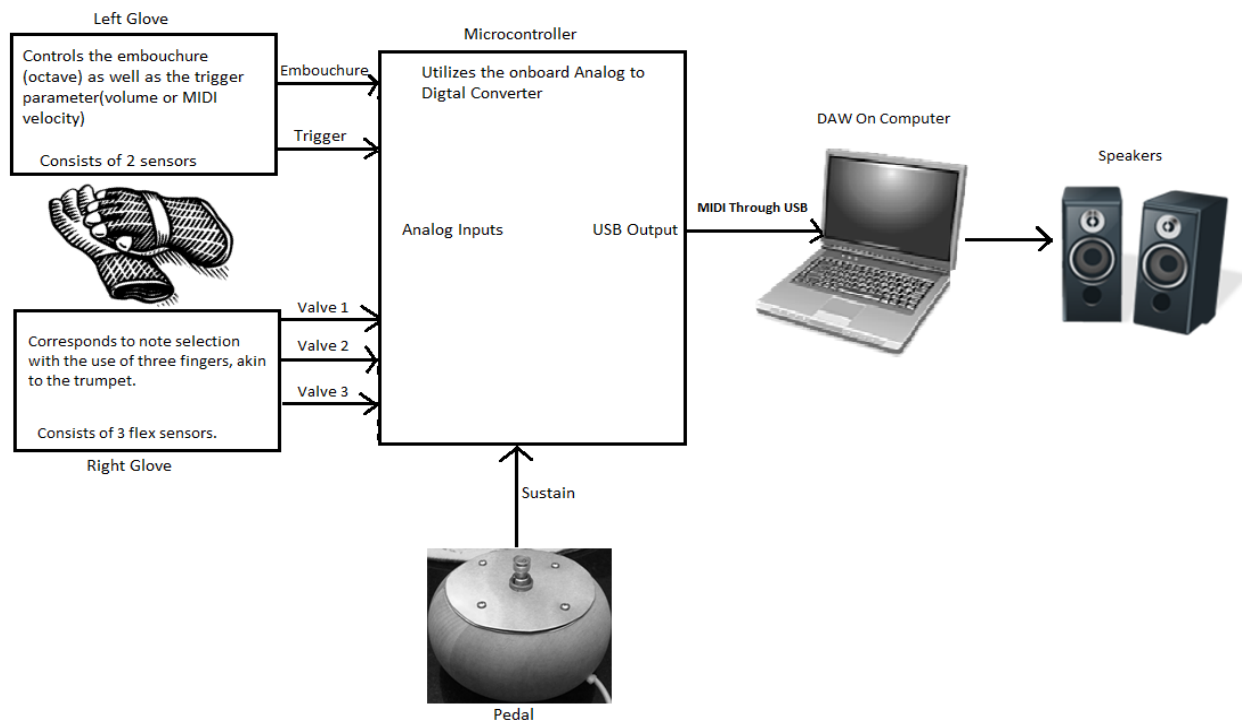 Left Glove
Controls the embouchure
(octave) as well as the trigger
parameter(volume or MIDI
velocity)
Consists of 2 sensors
Embouchure
Trigger
Microcontroller
Utilizes the onboard Analog to
Digtal Converter
Analog Inputs
USB Output
MIDI Through USB
DAW On Computer
Speakers
Valve 1
Valve 2
Valve 3
Corresponds to note selection
with the use of three fingers, akin
to the trumpet.
Consists of 3 flex sensors.
Right Glove
Sustain
Pedal